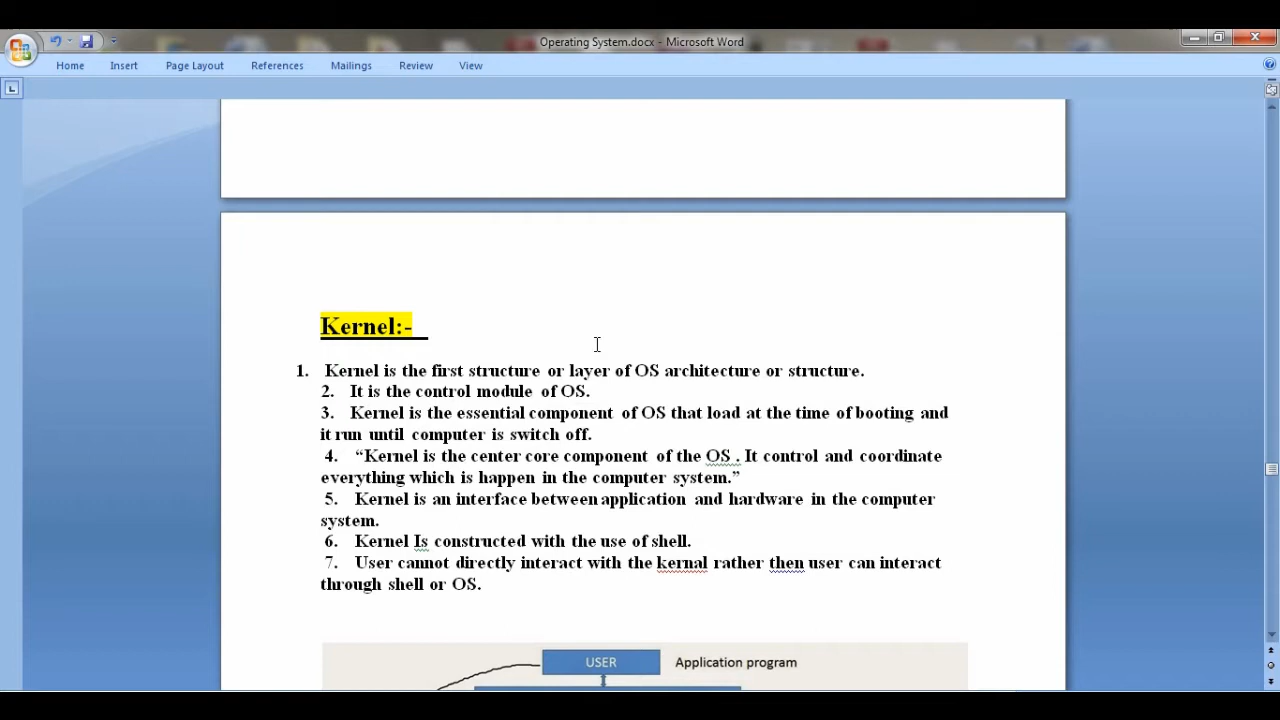 Operating System.docx - Microsoft Word
Home Insert Page Layout References Mailings Review View
Kernel:-
1. Kernel is the first structure or layer of OS architecture or structure.
2. It is the control module of OS.
3. Kernel is the essential component of OS that load at the time of booting and
it run until computer is switch off.
4. “Kernel is the center core component of the OS . It control and coordinate
everything which is happen in the computer system.”
5. Kernel is an interface between application and hardware in the computer
system.
6. Kernel Is constructed with the use of shell.
7. User cannot directly interact with the kernal rather then user can interact
through shell or OS.
USER Application program